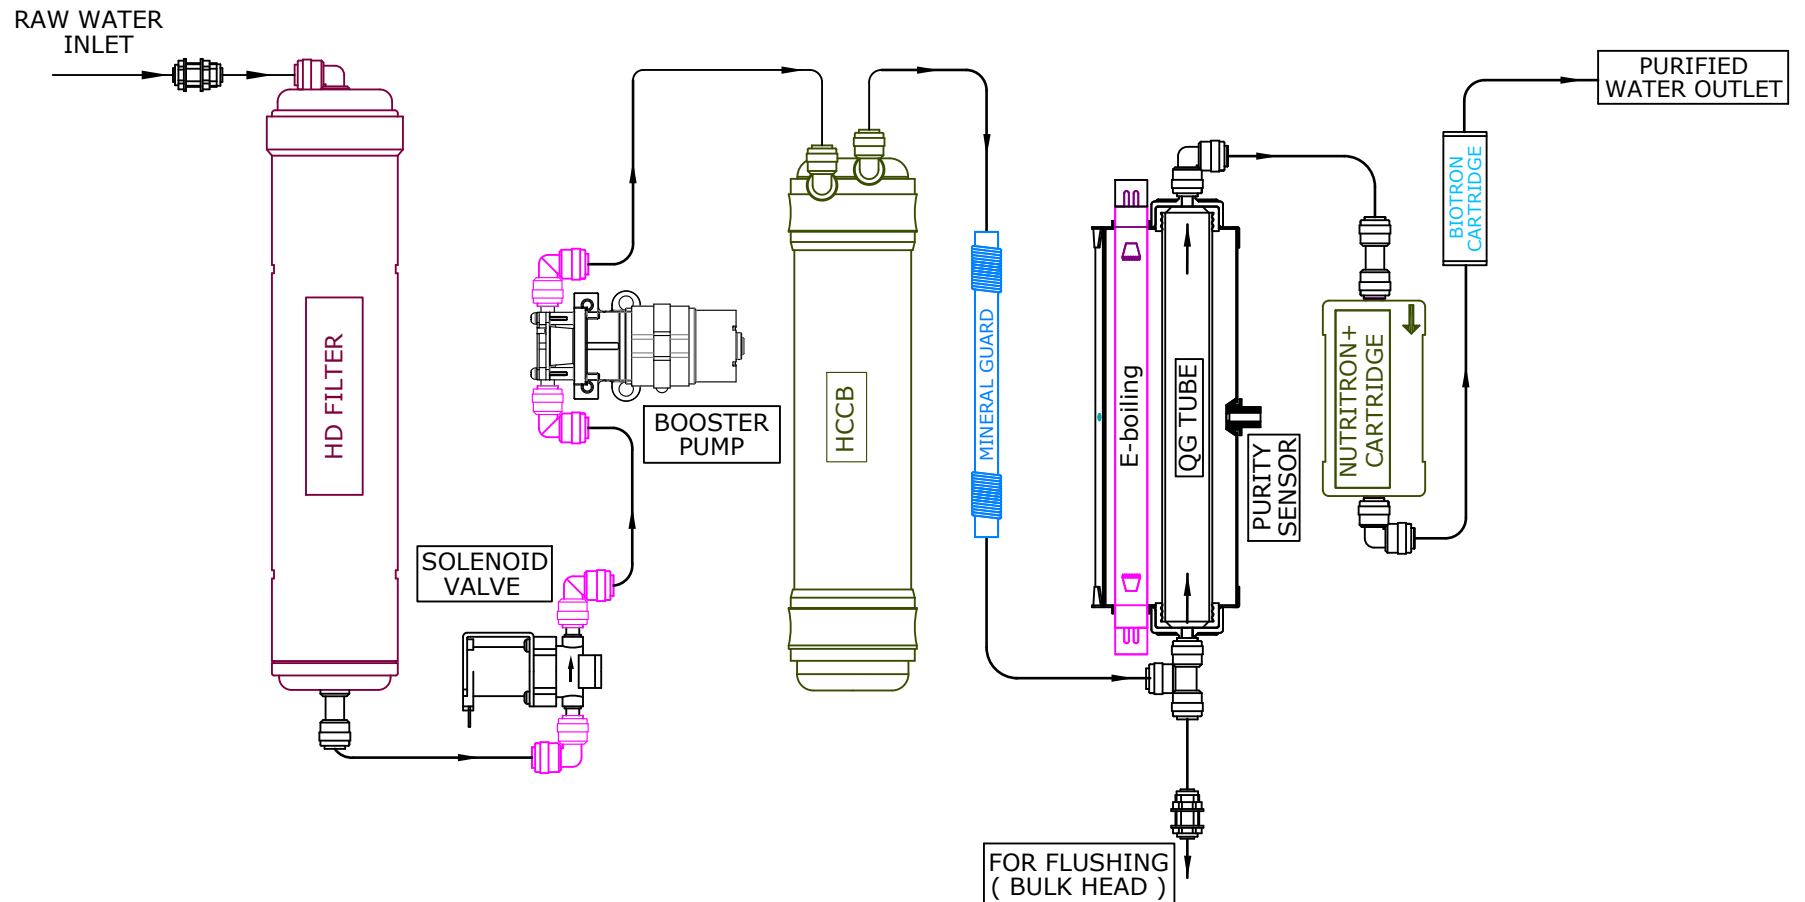 RAW WATER
INLET
HD FILTER
SOLENOID
VALVE
BOOSTER
PUMP
HCCB
MINERAL GUARD
E-boiling
QG TUBE
PURITY
SENSOR
FOR FLUSHING
( BULK HEAD )
NUTRITRON+
CARTRIDGE
BIOTRON
CARTRIDGE
PURIFIED
WATER OUTLET